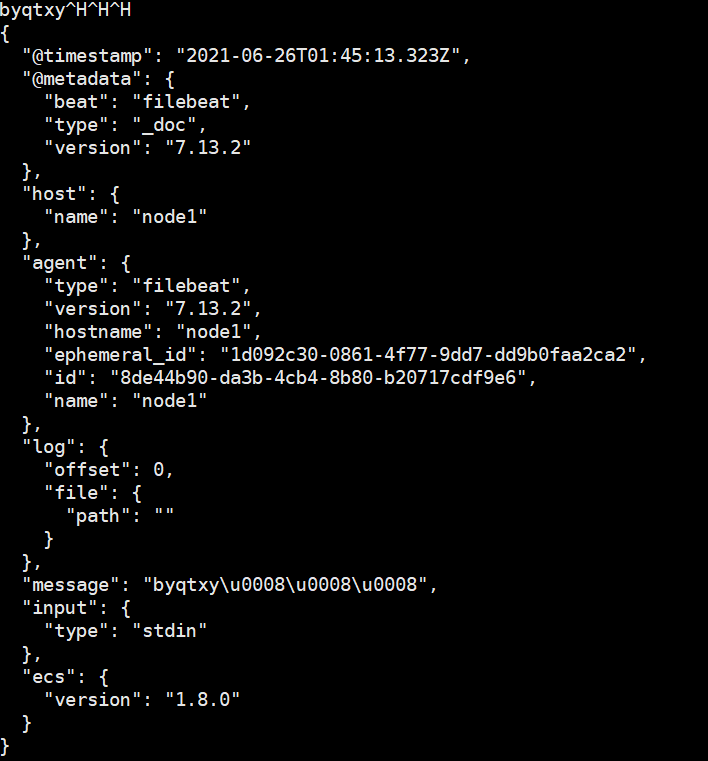 byqtxy^H^H^H
{
  "@timestamp": "2021-06-26T01:45:13.323Z",
  "@metadata": {
    "beat": "filebeat",
    "type": "_doc",
    "version": "7.13.2"
  },
  "host": {
    "name": "node1"
  },
  "agent": {
    "type": "filebeat",
    "version": "7.13.2",
    "hostname": "node1",
    "ephemeral_id": "1d092c30-0861-4f77-9dd7-dd9b0faa2ca2",
    "id": "8de44b90-da3b-4cb4-8b80-b20717cdf9e6",
    "name": "node1"
  },
  "log": {
    "offset": 0,
    "file": {
      "path": ""
    }
  },
  "message": "byqtxy\u0008\u0008\u0008",
  "input": {
    "type": "stdin"
  },
  "ecs": {
    "version": "1.8.0"
  }
}